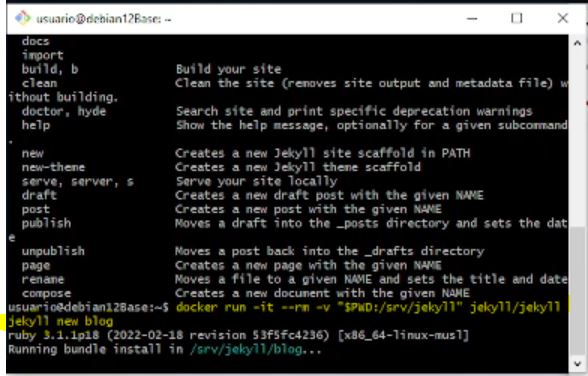 usuario@debian12Base: ~
docs
import
build, b Build your site
clean Clean the site (removes site output and metadata file) w
ithout building.
doctor, hyde Search site and print specific deprecation warnings
help Show the help message, optionally for a given subcommand
.
new Creates a new Jekyll site scaffold in PATH
new-theme Creates a new Jekyll theme scaffold
serve, server, s Serve your site locally
draft Creates a new draft post with the given NAME
post Creates a new post with the given NAME
publish Moves a draft into the _posts directory and sets the dat
e
unpublish Moves a post back into the _drafts directory
page Creates a new page with the given NAME
rename Moves a file to a given NAME and sets the title and date
compose Creates a new document with the given NAME
usuario@debian12Base:~$ docker run -it --rm -v "$PWD:/srv/jekyll" jekyll/jekyll
jekyll new blog
ruby 3.1.1p18 (2022-02-18 revision 53f5fc4236) [x86_64-linux-musl]
Running bundle install in /srv/jekyll/blog...